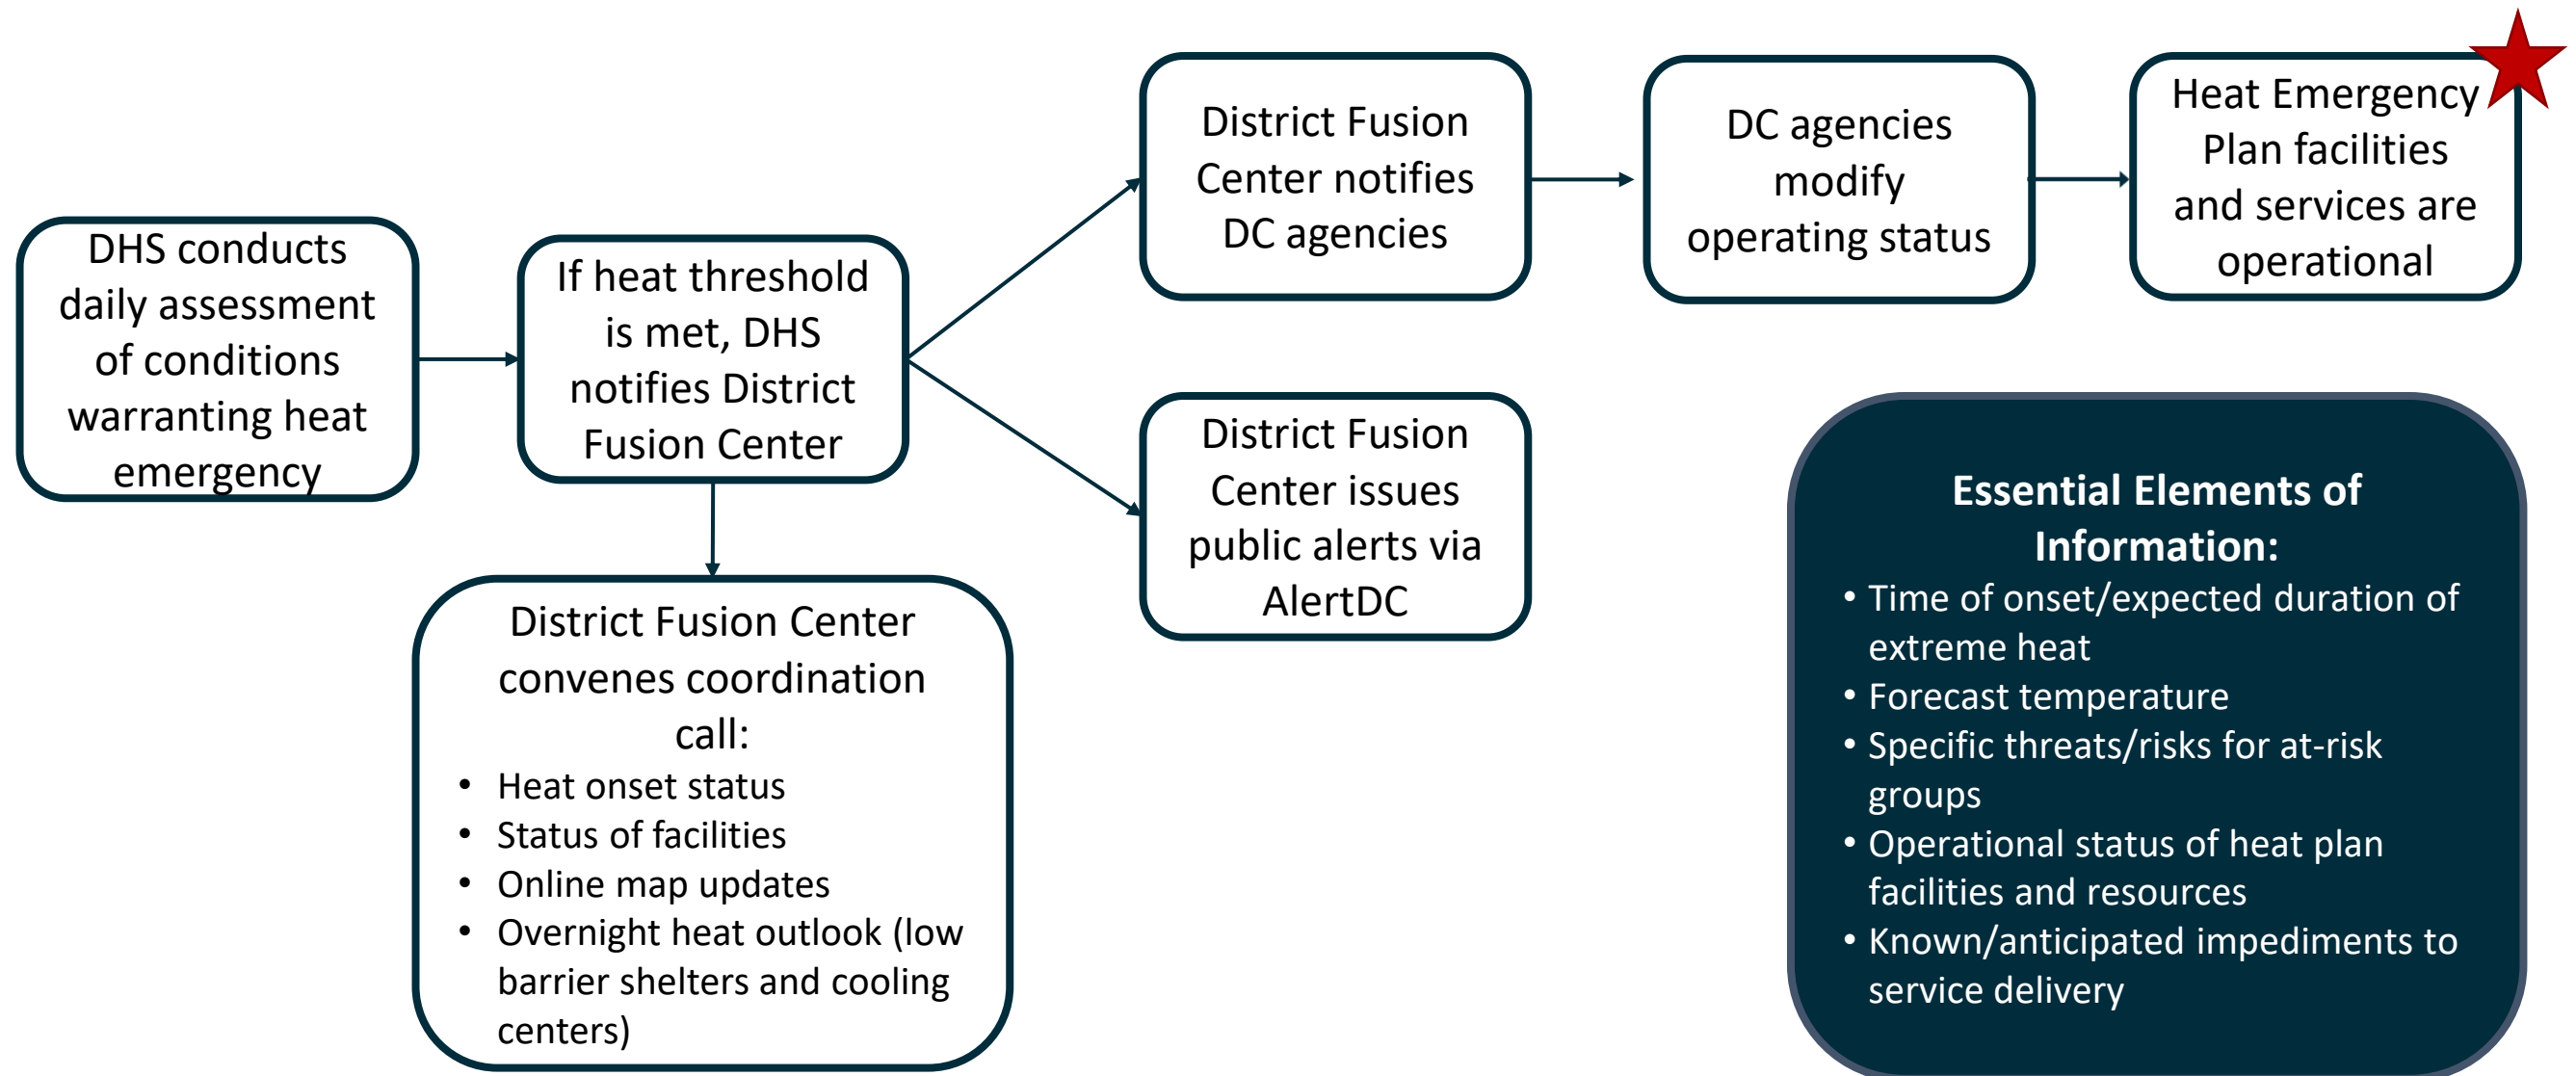 DHS conducts
daily assessment
of conditions
warranting heat
emergency
If heat threshold
is met, DHS
notifies District
Fusion Center
District Fusion Center
convenes coordination
call:
• Heat onset status
• Status of facilities
• Online map updates
• Overnight heat outlook (low
barrier shelters and cooling
centers)
District Fusion
Center notifies
DC agencies
District Fusion
Center issues
public alerts via
AlertDC
DC agencies
modify
operating status
Heat Emergency
Plan facilities
and services are
operational
Essential Elements of
Information:
• Time of onset/expected duration of
extreme heat
• Forecast temperature
• Specific threats/risks for at-risk
groups
• Operational status of heat plan
facilities and resources
• Known/anticipated impediments to
service delivery